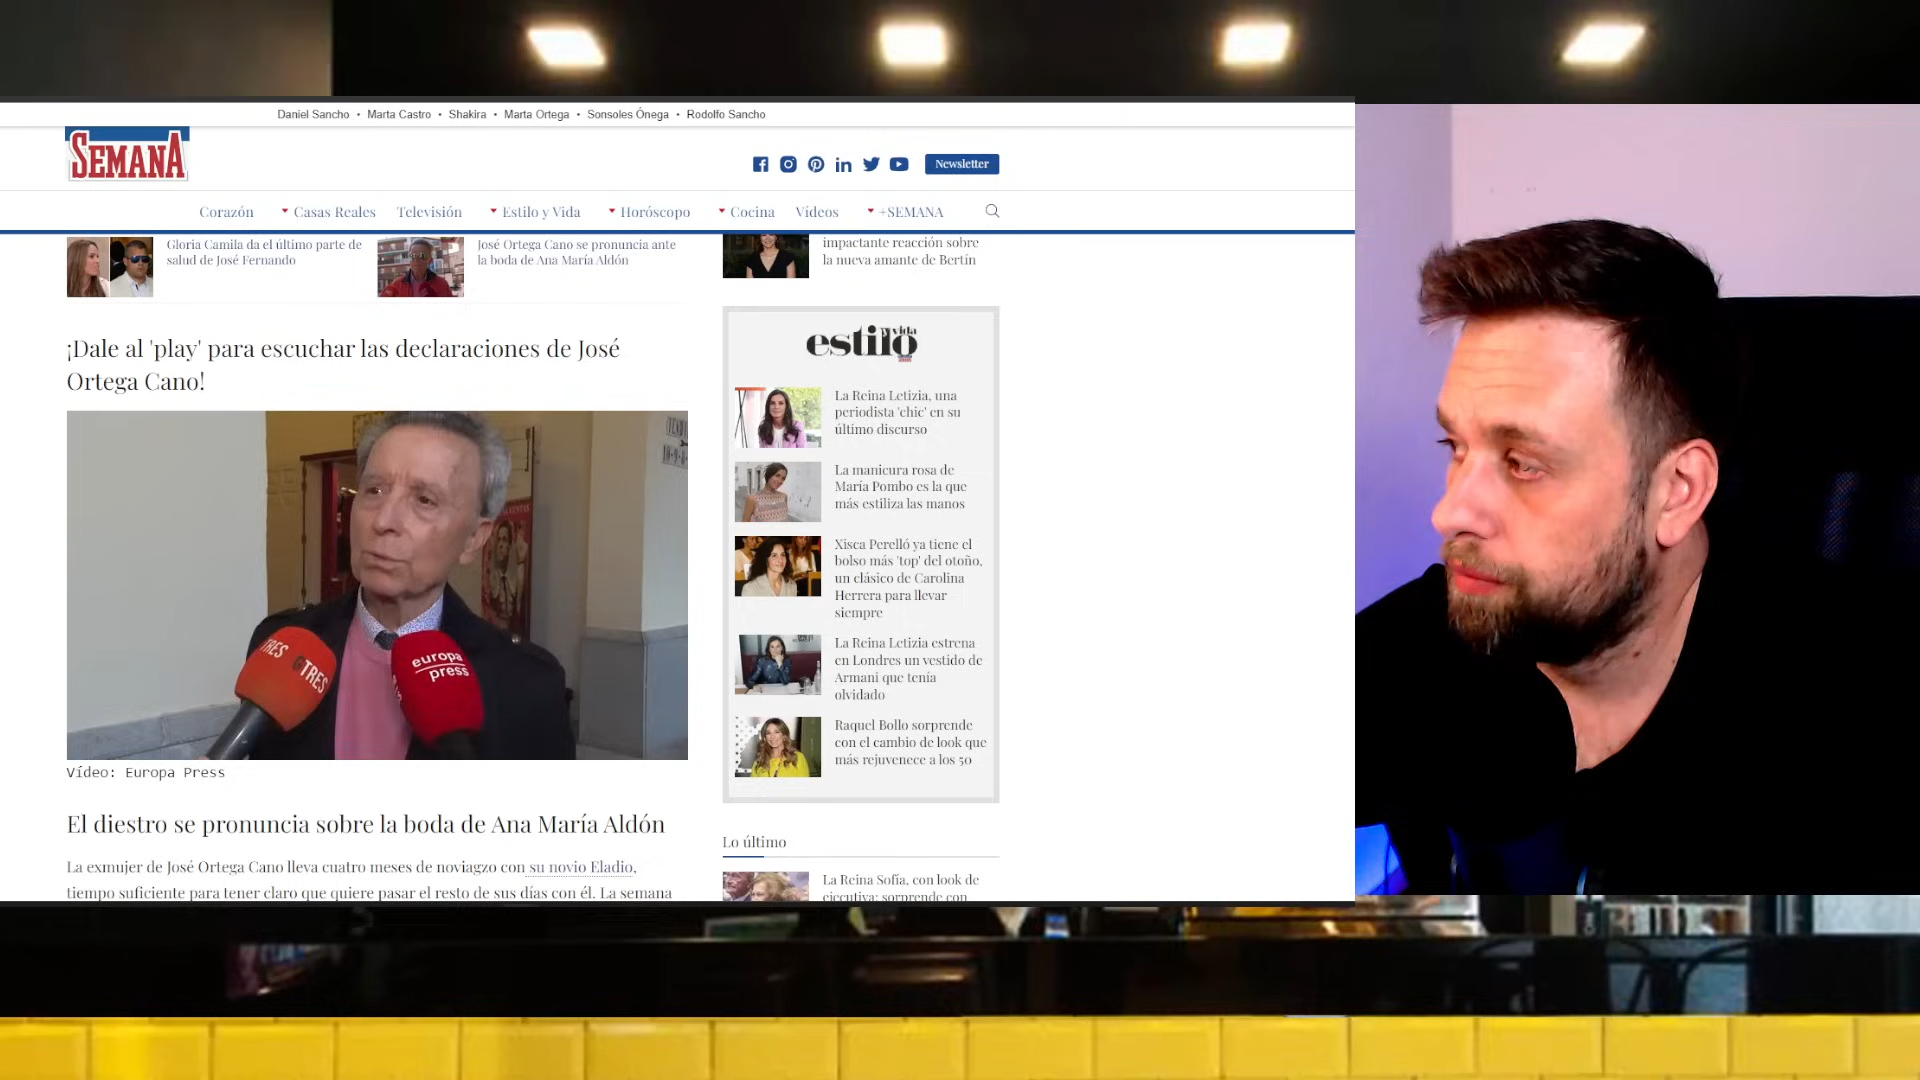 Daniel Sancho • Marta Castro • Shakira • Marta Ortega • Sonsoles Ónega • Rodolfo Sancho
SEMANA
Newsletter
Corazón Casas Reales Televisión Estilo y Vida Horóscopo Cocina Vídeos +SEMANA
Gloria Camila da el último parte de
salud de José Fernando
José Ortega Cano se pronuncia ante
la boda de Ana María Aldón
¡Dale al 'play' para escuchar las declaraciones de José
Ortega Cano!
TRES
TRES
europa
press
Vídeo: Europa Press
El diestro se pronuncia sobre la boda de Ana María Aldón
La exmujer de José Ortega Cano lleva cuatro meses de noviagzo con su novio Eladio,
tiempo suficiente para tener claro que quiere pasar el resto de sus días con él. La semana
impactante reacción sobre
la nueva amante de Bertín
estilo
y vida
La Reina Letizia, una
periodista 'chic' en su
último discurso
La manicura rosa de
María Pombo es la que
más estiliza las manos
Xisca Perelló ya tiene el
bolso más 'top' del otoño,
un clásico de Carolina
Herrera para llevar
siempre
La Reina Letizia estrena
en Londres un vestido de
Armani que tenía
olvidado
Raquel Bollo sorprende
con el cambio de look que
más rejuvenece a los 50
Lo último
La Reina Sofía, con look de
ejecutiva: sorprende con